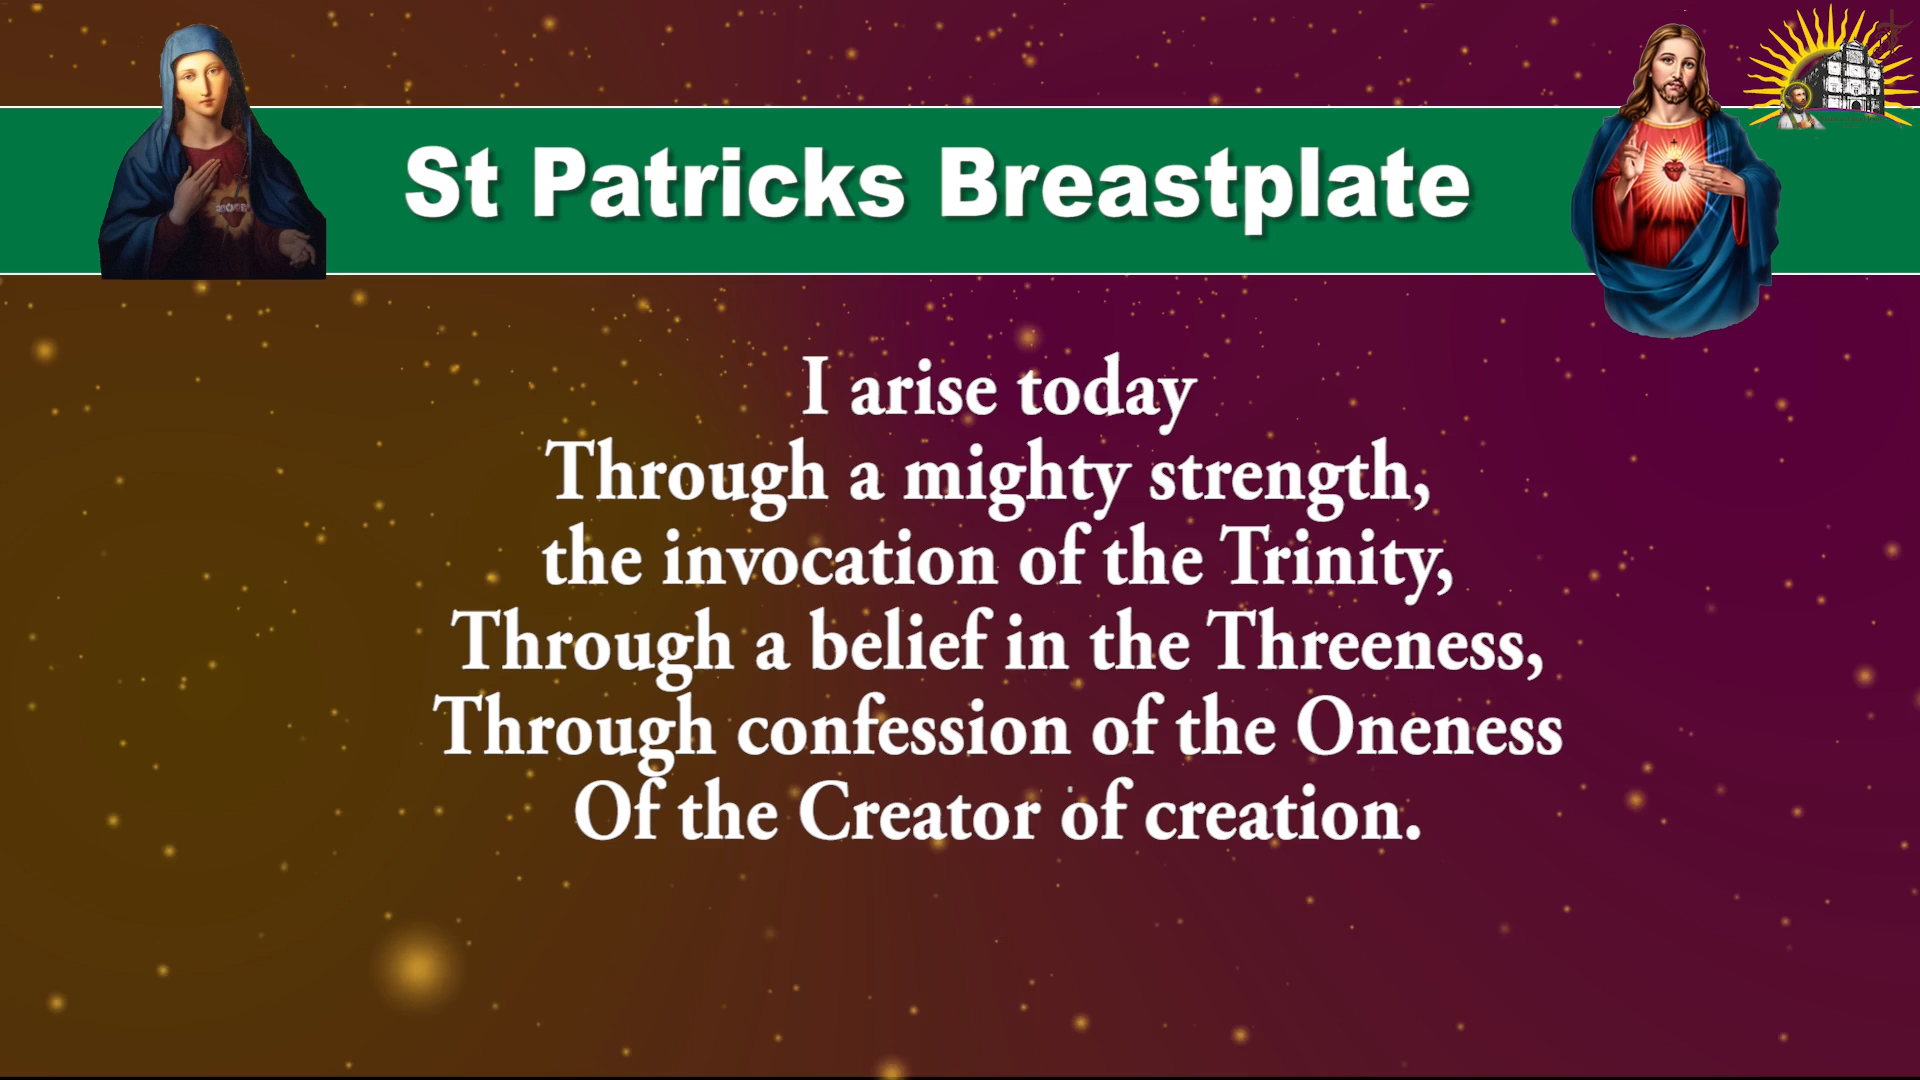 St Patricks Breastplate
I arise today
Through a mighty strength,
the invocation of the Trinity,
Through a belief in the Threeness,
Through confession of the Oneness
Of the Creator of creation.